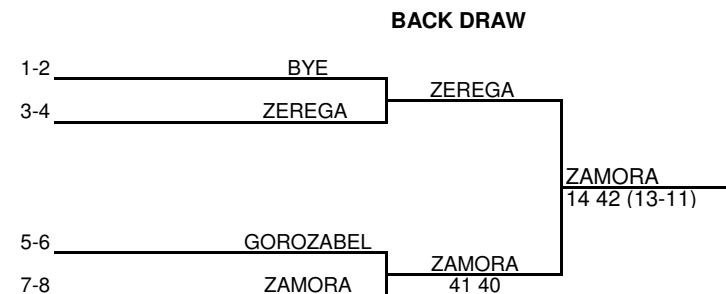 BACK DRAW
1-2 BYE
ZEREGA
3-4 ZEREGA
ZAMORA
14 42 (13-11)
5-6 GOROZABEL
ZAMORA
7-8 ZAMORA 41 40